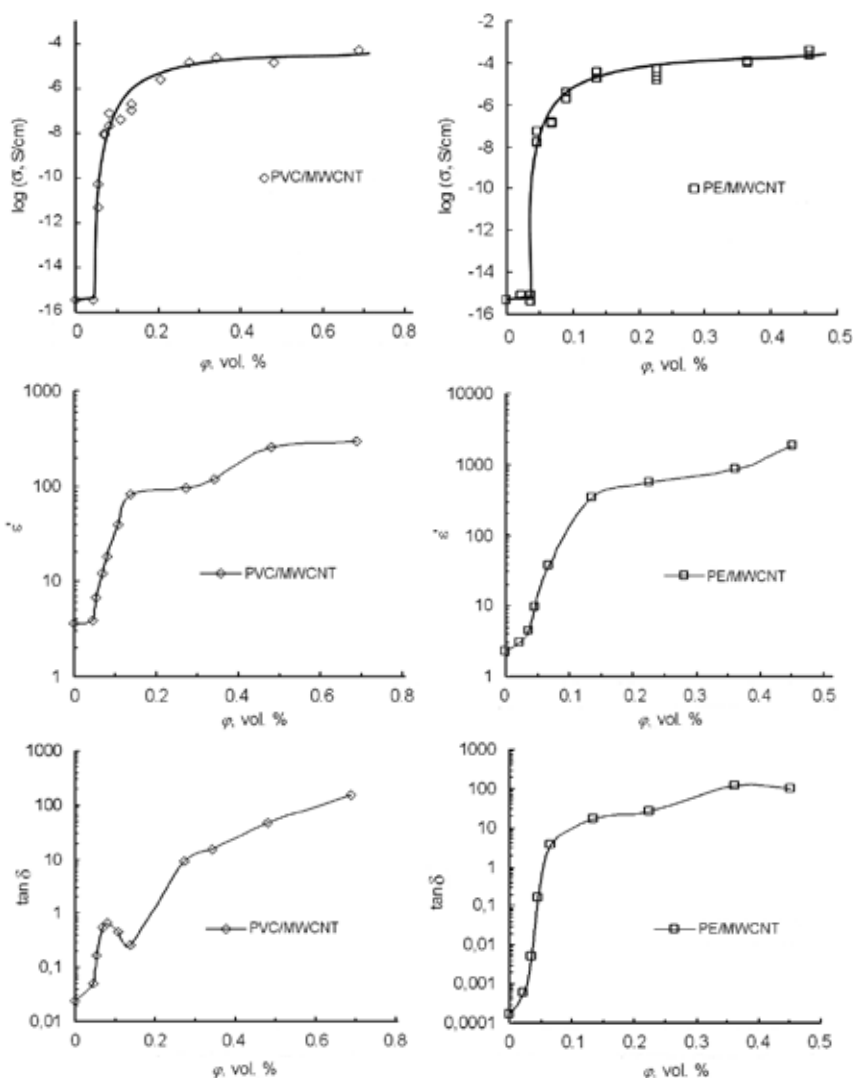 -4
-6
-8
-10
-12
-14
-16
log (σ, S/cm)
PVC/MWCNT
0 0.2 0.4 0.6 0.8
φ, vol. %
-2
-4
-6
-8
-10
-12
-14
-16
log (σ, S/cm)
PE/MWCNT
0 0.1 0.2 0.3 0.4 0.5
φ, vol. %
1000
100
10
1
ε'
PVC/MWCNT
0 0.2 0.4 0.6 0.8
φ, vol. %
10000
1000
100
10
1
ε'
PE/MWCNT
0 0.1 0.2 0.3 0.4 0.5
φ, vol. %
1000
100
10
1
0,1
0,01
tanδ
PVC/MWCNT
0 0.2 0.4 0.6 0.8
φ, vol. %
1000
100
10
1
0,1
0,01
0,001
0,0001
tanδ
PE/MWCNT
0 0.1 0.2 0.3 0.4 0.5
φ, vol. %